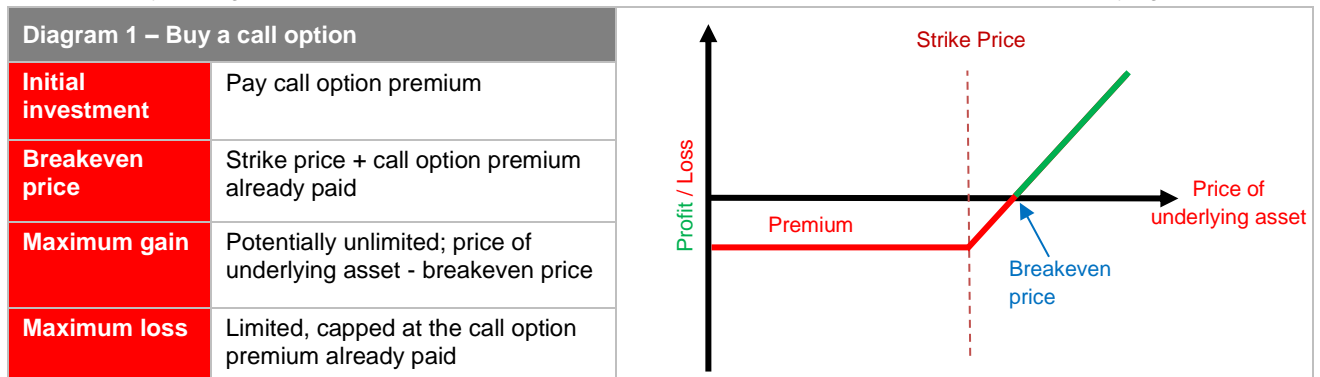 Diagram 1 – Buy a call option
Initial
investment
Pay call option premium
Breakeven
price
Strike price + call option premium
already paid
Maximum gain
Potentially unlimited; price of
underlying asset - breakeven price
Maximum loss
Limited, capped at the call option
premium already paid
Strike Price
Profit / Loss
Premium
Price of
underlying asset
Breakeven
price